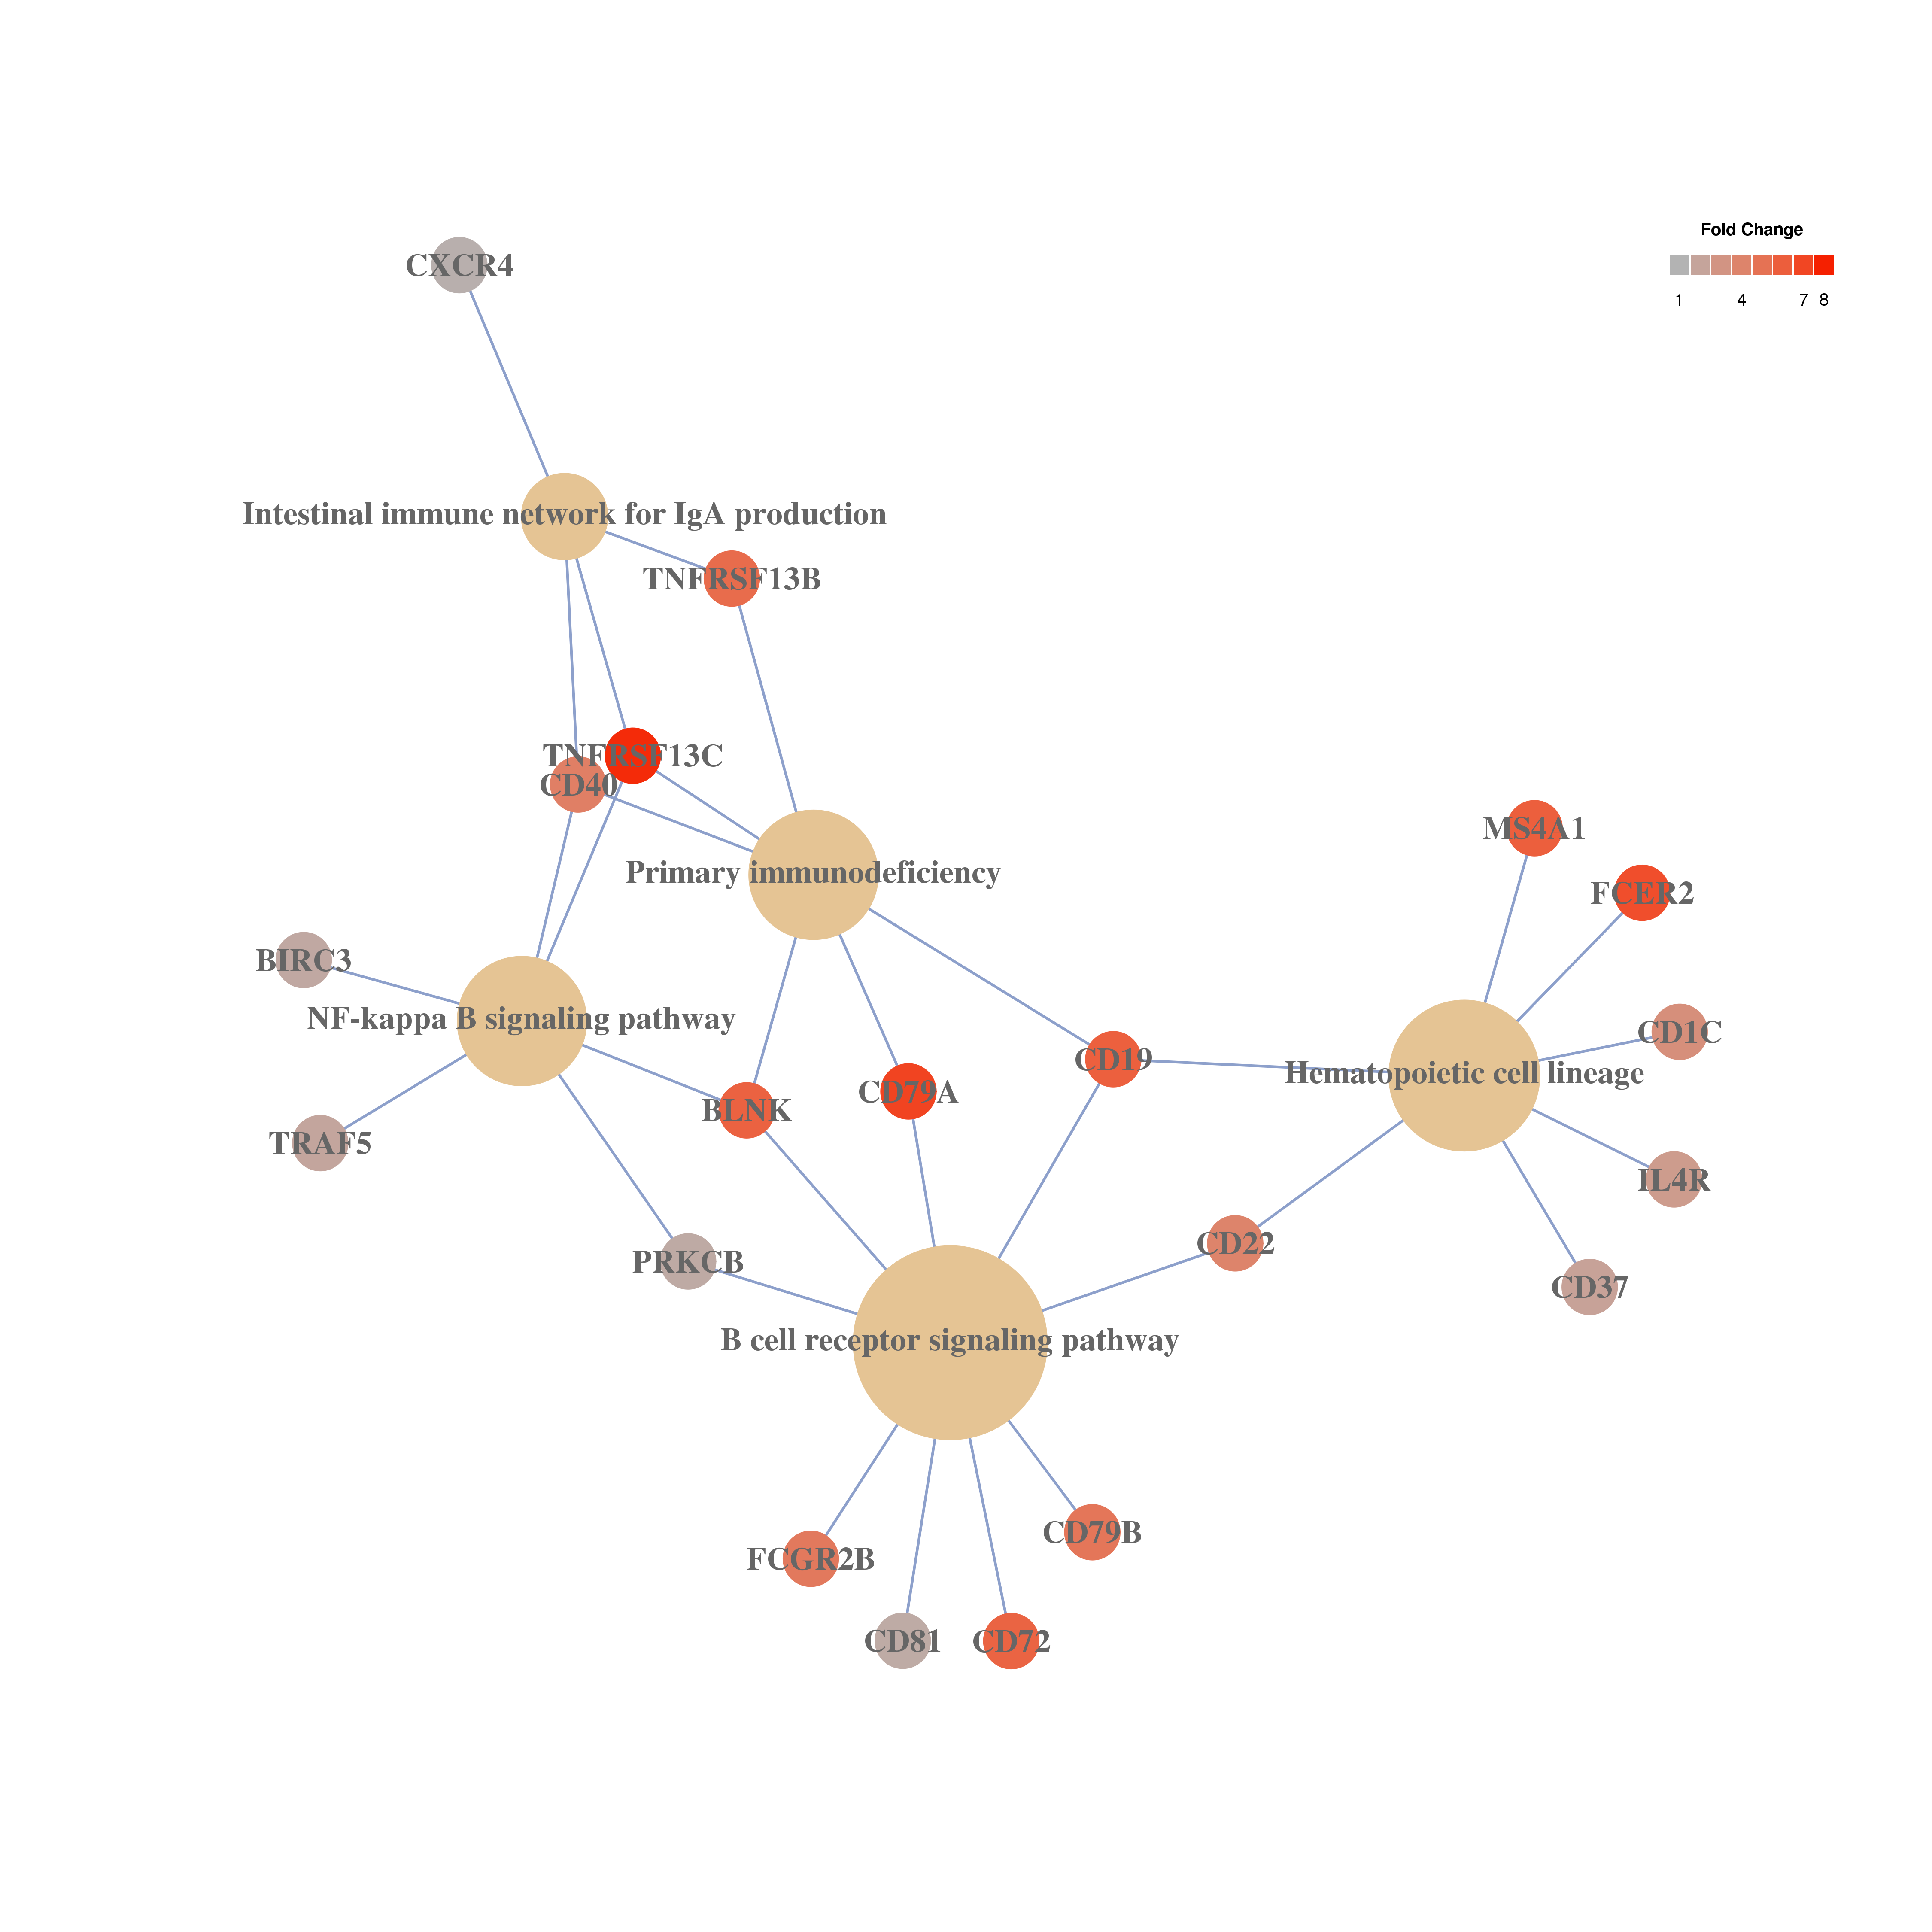 Fold Change
1 4 7 8
CXCR4
Intestinal immune network for IgA production
TNFRSF13B
TNFRSF13C
CD40
MS4A1
Primary immunodeficiency
FCER2
BIRC3
NF-kappa B signaling pathway
CD1C
CD19
Hematopoietic cell lineage
CD79A
BLNK
TRAF5
IL4R
CD22
PRKCB
CD37
B cell receptor signaling pathway
CD79B
FCGR2B
CD81
CD72